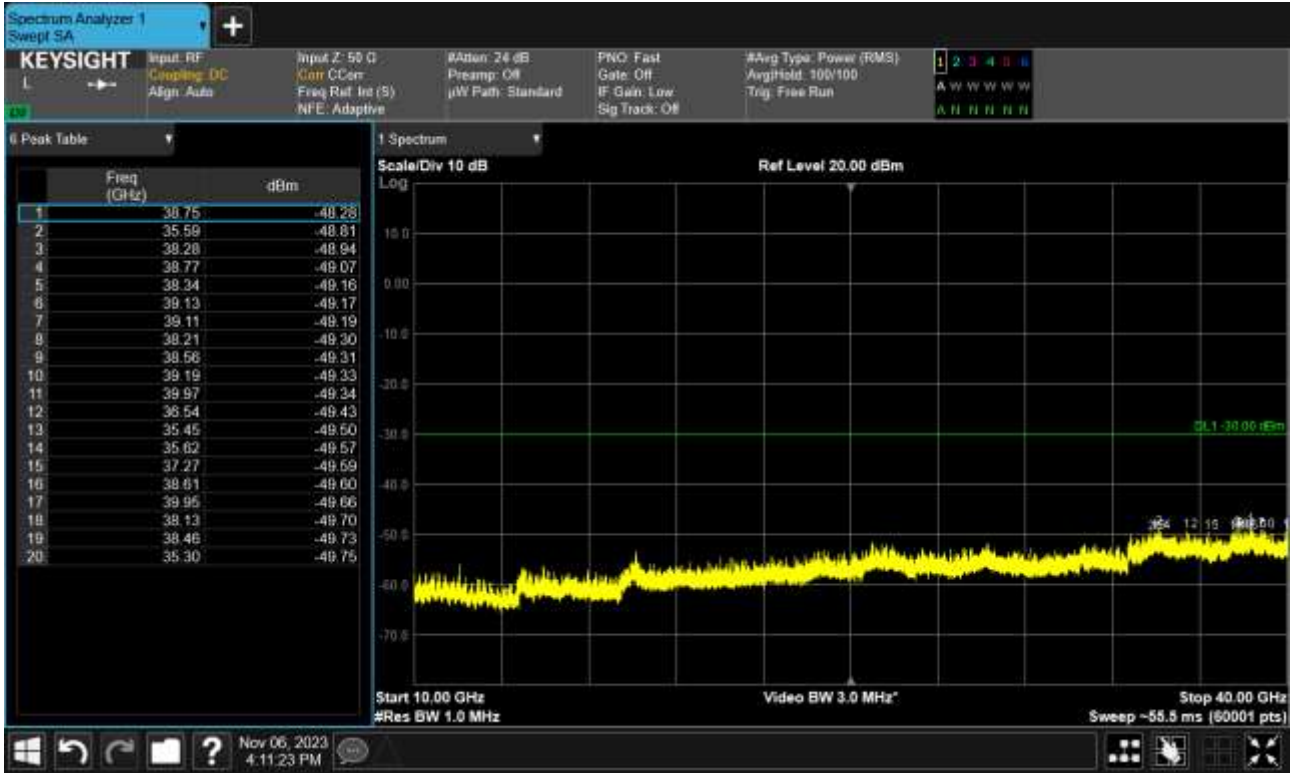 Spectrum Analyzer 1
Swept SA
KEYSIGHT
L
Input: RF
Coupling: DC
Align: Auto
Input Z: 50 Ω
Corr CCorr
Freq Ref: Int (S)
NFE: Adaptive
#Atten: 24 dB
Preamp: Off
µW Path: Standard
PNO: Fast
Gate: Off
IF Gain: Low
Sig Track: Off
#Avg Type: Power (RMS)
Avg|Hold: 100/100
Trig: Free Run
1 2 3 4 5 6
A W W W W W
A N N N N N
6 Peak Table
Freq (GHz) dBm
1 38.75 -48.28
2 35.59 -48.81
3 38.28 -48.94
4 38.77 -49.07
5 38.34 -49.16
6 39.13 -49.17
7 39.11 -49.19
8 38.21 -49.30
9 38.56 -49.31
10 39.19 -49.33
11 39.97 -49.34
12 36.54 -49.43
13 35.45 -49.50
14 35.62 -49.57
15 37.27 -49.59
16 38.61 -49.60
17 39.95 -49.66
18 38.13 -49.70
19 38.46 -49.73
20 35.30 -49.75
1 Spectrum
Scale/Div 10 dB
Ref Level 20.00 dBm
Log
10.0
0.00
-10.0
-20.0
-30.0
DL1 -30.00 dBm
-40.0
12 15
-50.0
-60.0
-70.0
Start 10.00 GHz
Video BW 3.0 MHz*
Stop 40.00 GHz
#Res BW 1.0 MHz
Sweep ~55.5 ms (60001 pts)
?
Nov 06, 2023
4:11:23 PM